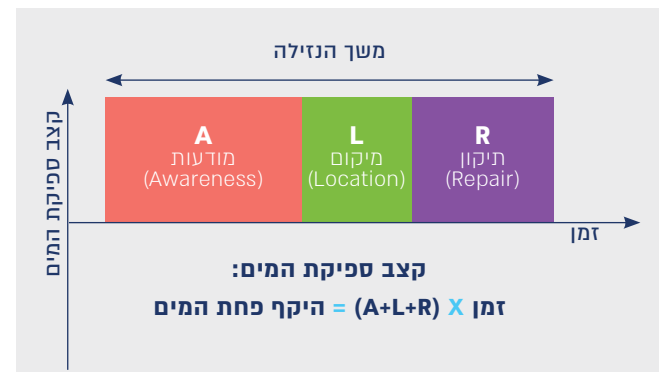 משך הנזילה
קצב ספיקת המים
A
מודעות
(Awareness)
L
מיקום
(Location)
R
תיקון
(Repair)
זמן
קצב ספיקת המים:
זמן X (A+L+R) = היקף פחת המים